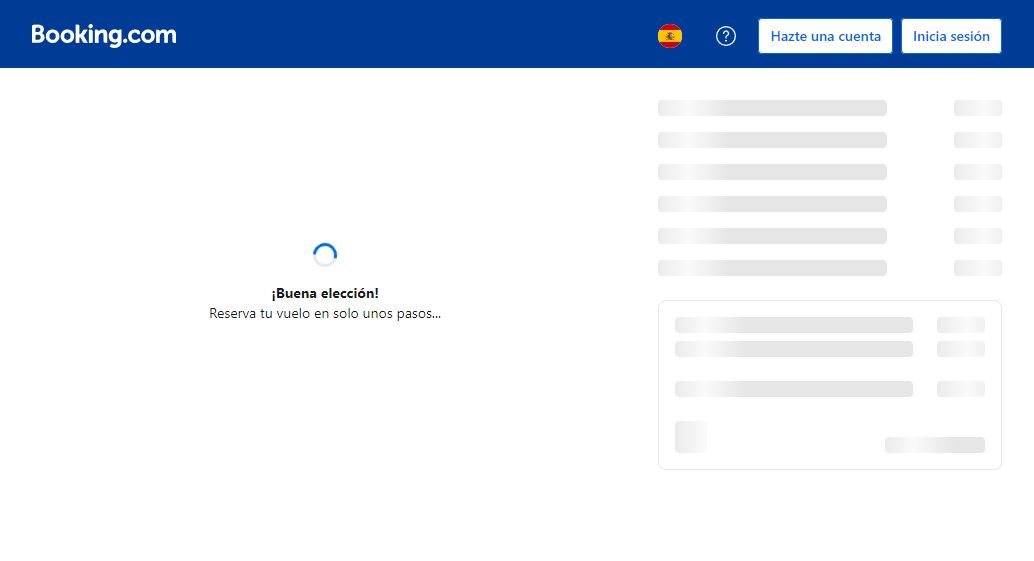 Booking.com
Hazte una cuenta
Inicia sesión
¡Buena elección!
Reserva tu vuelo en solo unos pasos...